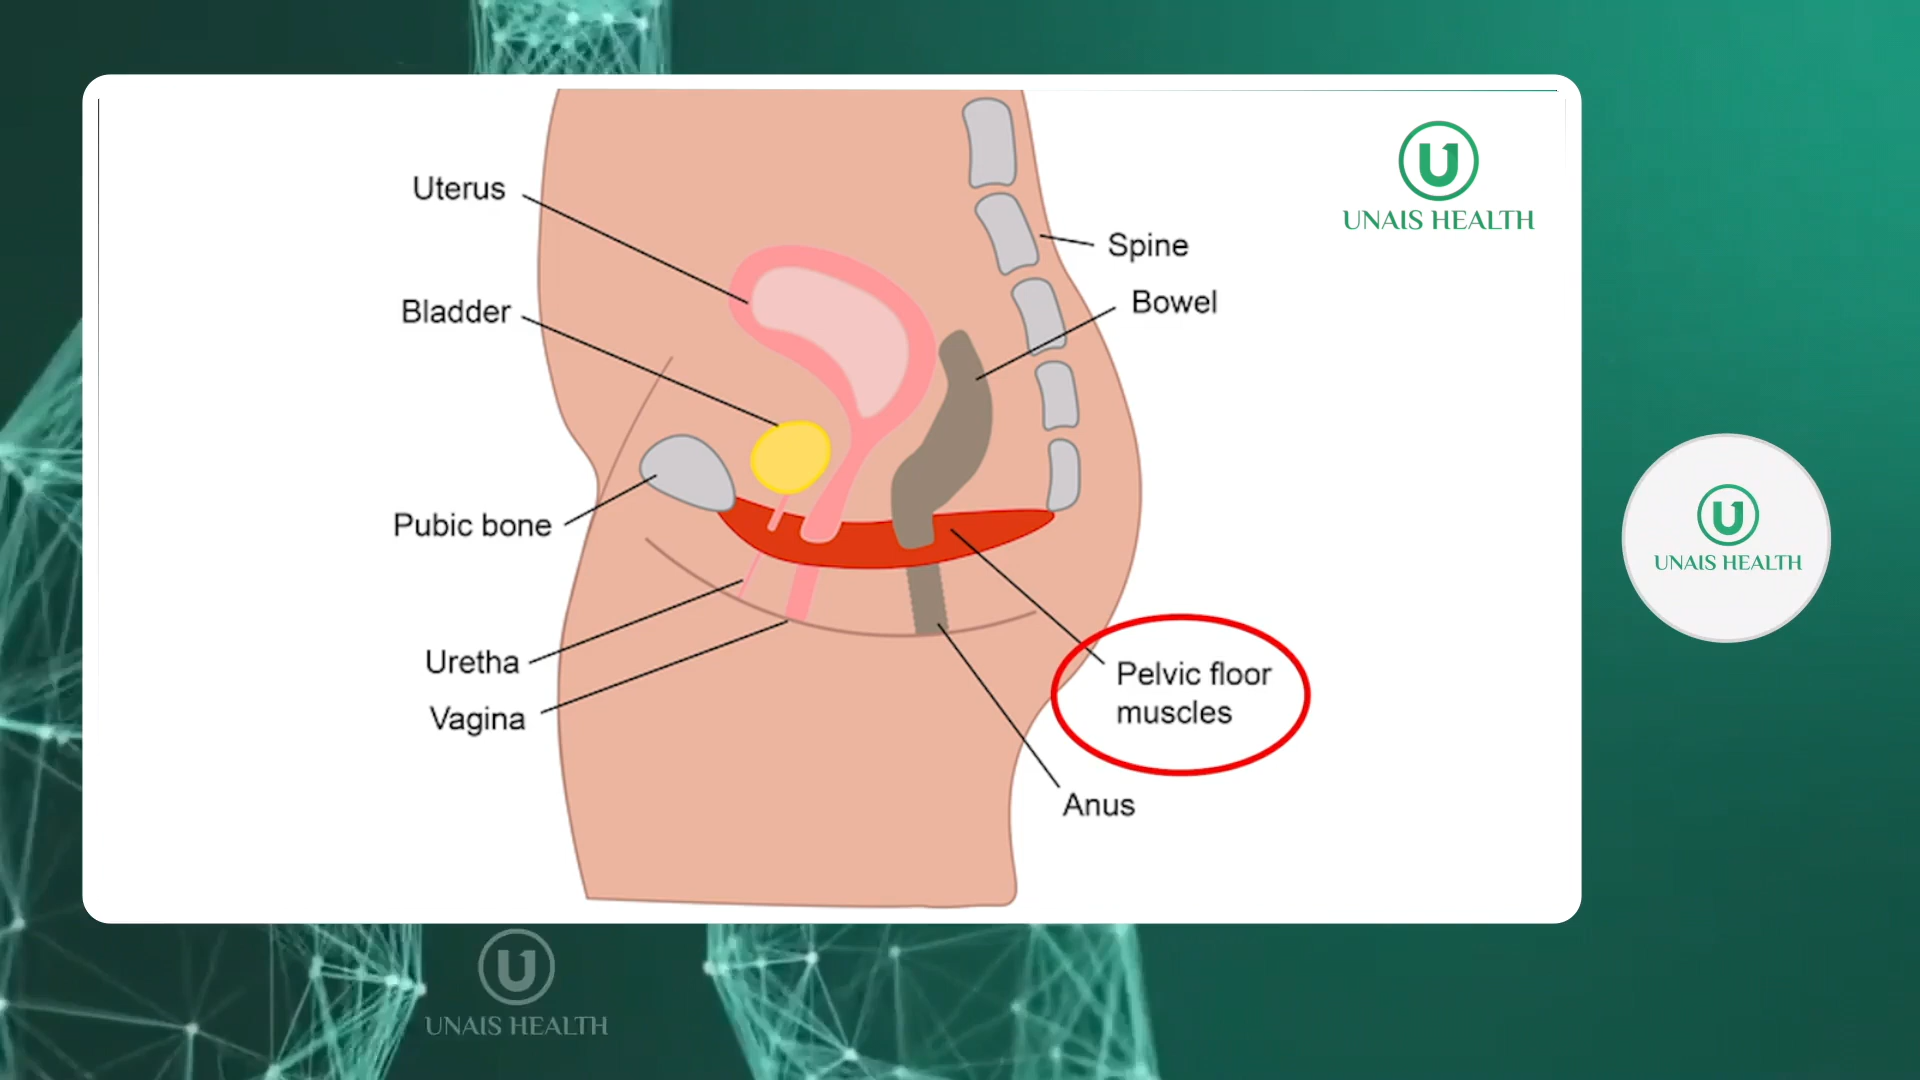 Uterus
Bladder
Pubic bone
Uretha
Vagina
Spine
Bowel
Pelvic floor
muscles
Anus
U
UNAIS HEALTH
U
UNAIS HEALTH
U
UNAIS HEALTH